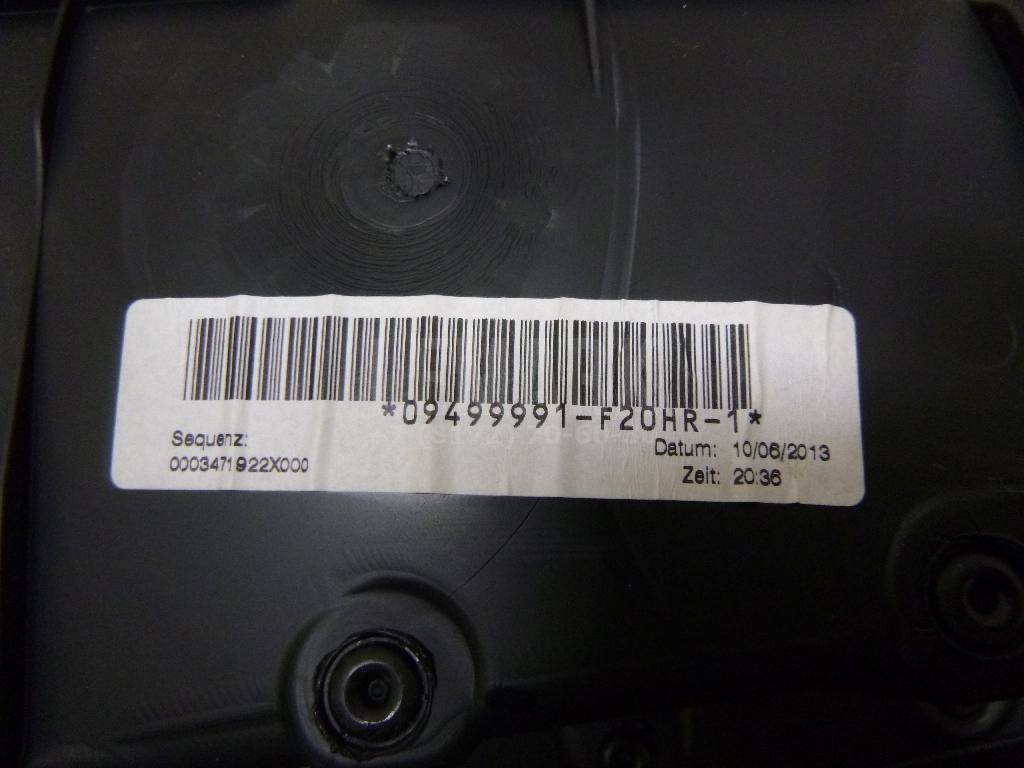 *09499991-F20HR-1*
Sequenz:
0003471922X000
Datum: 10/06/2013
Zeit: 20:36